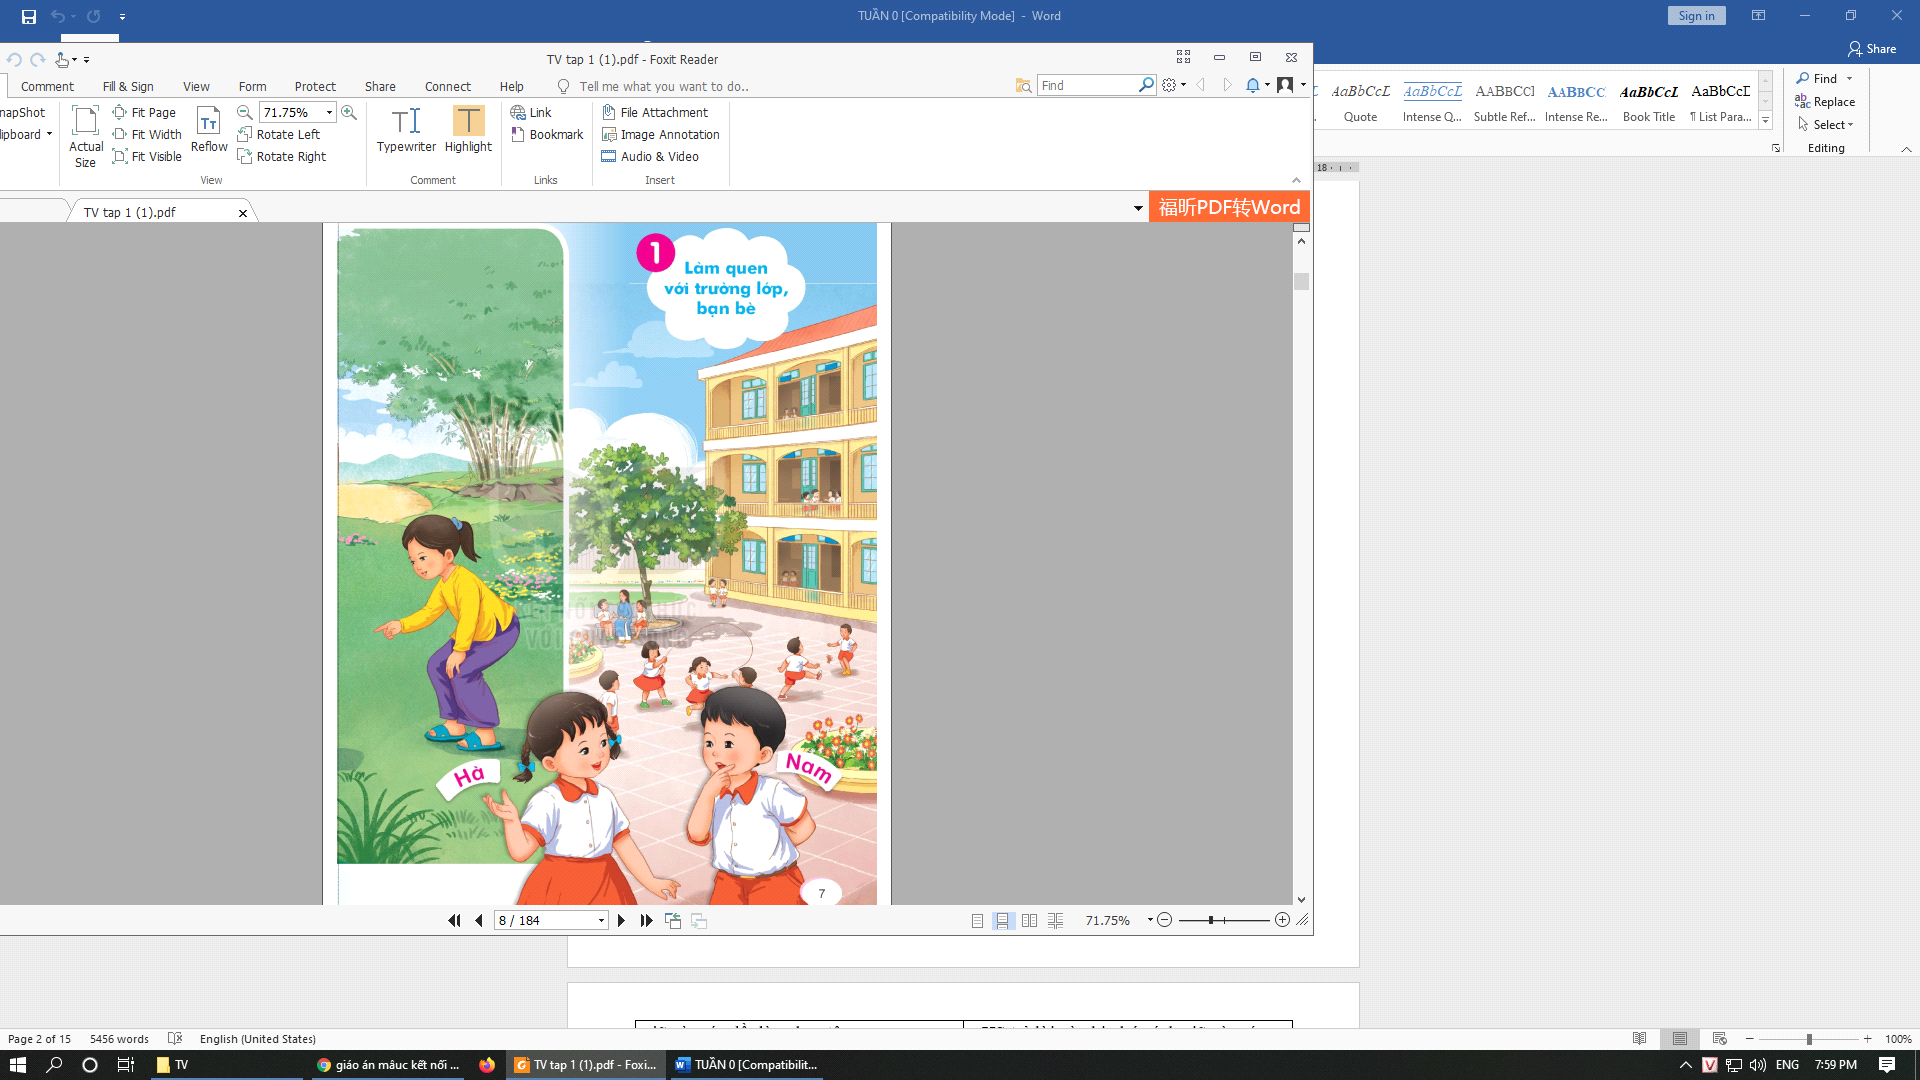 TUẦN 0 [Compatibility Mode] - Word
Sign in
Share
TV tap 1 (1).pdf - Foxit Reader
Comment Fill & Sign View Form Protect Share Connect Help Tell me what you want to do.. Find
Actual Size
Fit Page
Fit Width
Fit Visible
Reflow
71.75%
Rotate Left
Rotate Right
View
Typewriter Highlight
Comment
Link
Bookmark
Links
File Attachment
Image Annotation
Audio & Video
Insert
AaBbCcD AaBbCcD AaBbCcD AaBbCc AaBbCcD AaBbCcD
Quote Intense Q... Subtle Ref... Intense Re... Book Title ¶ List Para...
Find
Replace
Select
Editing
18
TV tap 1 (1).pdf
福昕PDF转Word
1
Làm quen
với trường lớp,
bạn bè
Hà
Nam
7
8 / 184
71.75%
Page 2 of 15 5456 words English (United States)
100%
TV
giáo án mâuc kết nối ...
TV tap 1 (1).pdf - Foxi...
TUẦN 0 [Compatibilit...
ENG 7:59 PM